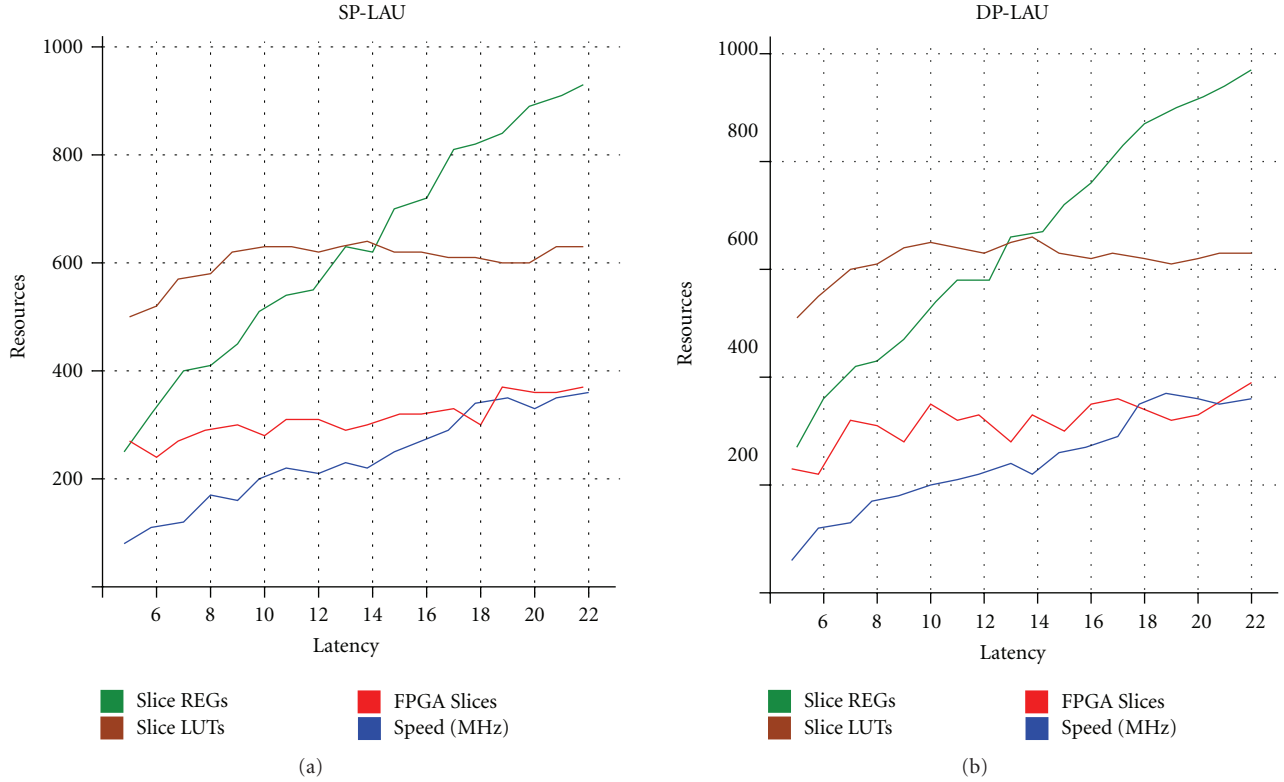 SP-LAU
1000
800
600
400
200
Resources
6 8 10 12 14 16 18 20 22
Latency
Slice REGs
Slice LUTs
FPGA Slices
Speed (MHz)
(a)
DP-LAU
1000
800
600
400
200
Resources
6 8 10 12 14 16 18 20 22
Latency
Slice REGs
Slice LUTs
FPGA Slices
Speed (MHz)
(b)